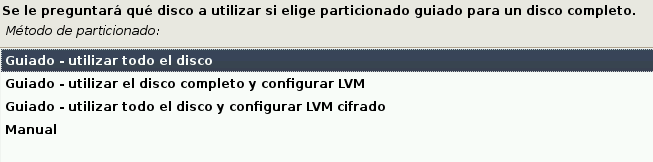 Se le preguntará qué disco a utilizar si elige particionado guiado para un disco completo.
Método de particionado:
Guiado - utilizar todo el disco
Guiado - utilizar el disco completo y configurar LVM
Guiado - utilizar todo el disco y configurar LVM cifrado
Manual